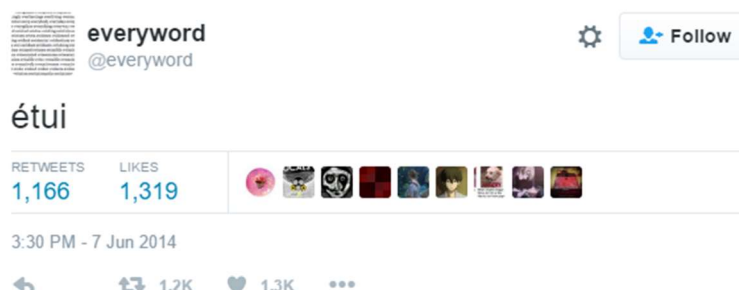 everyword
@everyword
Follow
étui
RETWEETS LIKES
1,166 1,319
3:30 PM - 7 Jun 2014
1.2K 1.3K